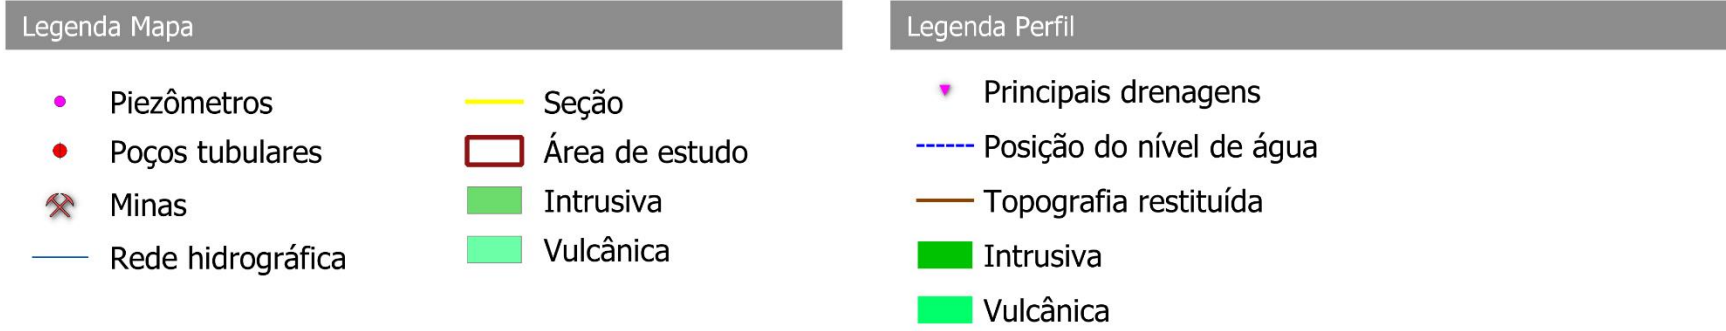 Legenda Mapa
Piezômetros
Poços tubulares
Minas
Rede hidrográfica
Seção
Área de estudo
Intrusiva
Vulcânica
Legenda Perfil
Principais drenagens
Posição do nível de água
Topografia restituída
Intrusiva
Vulcânica